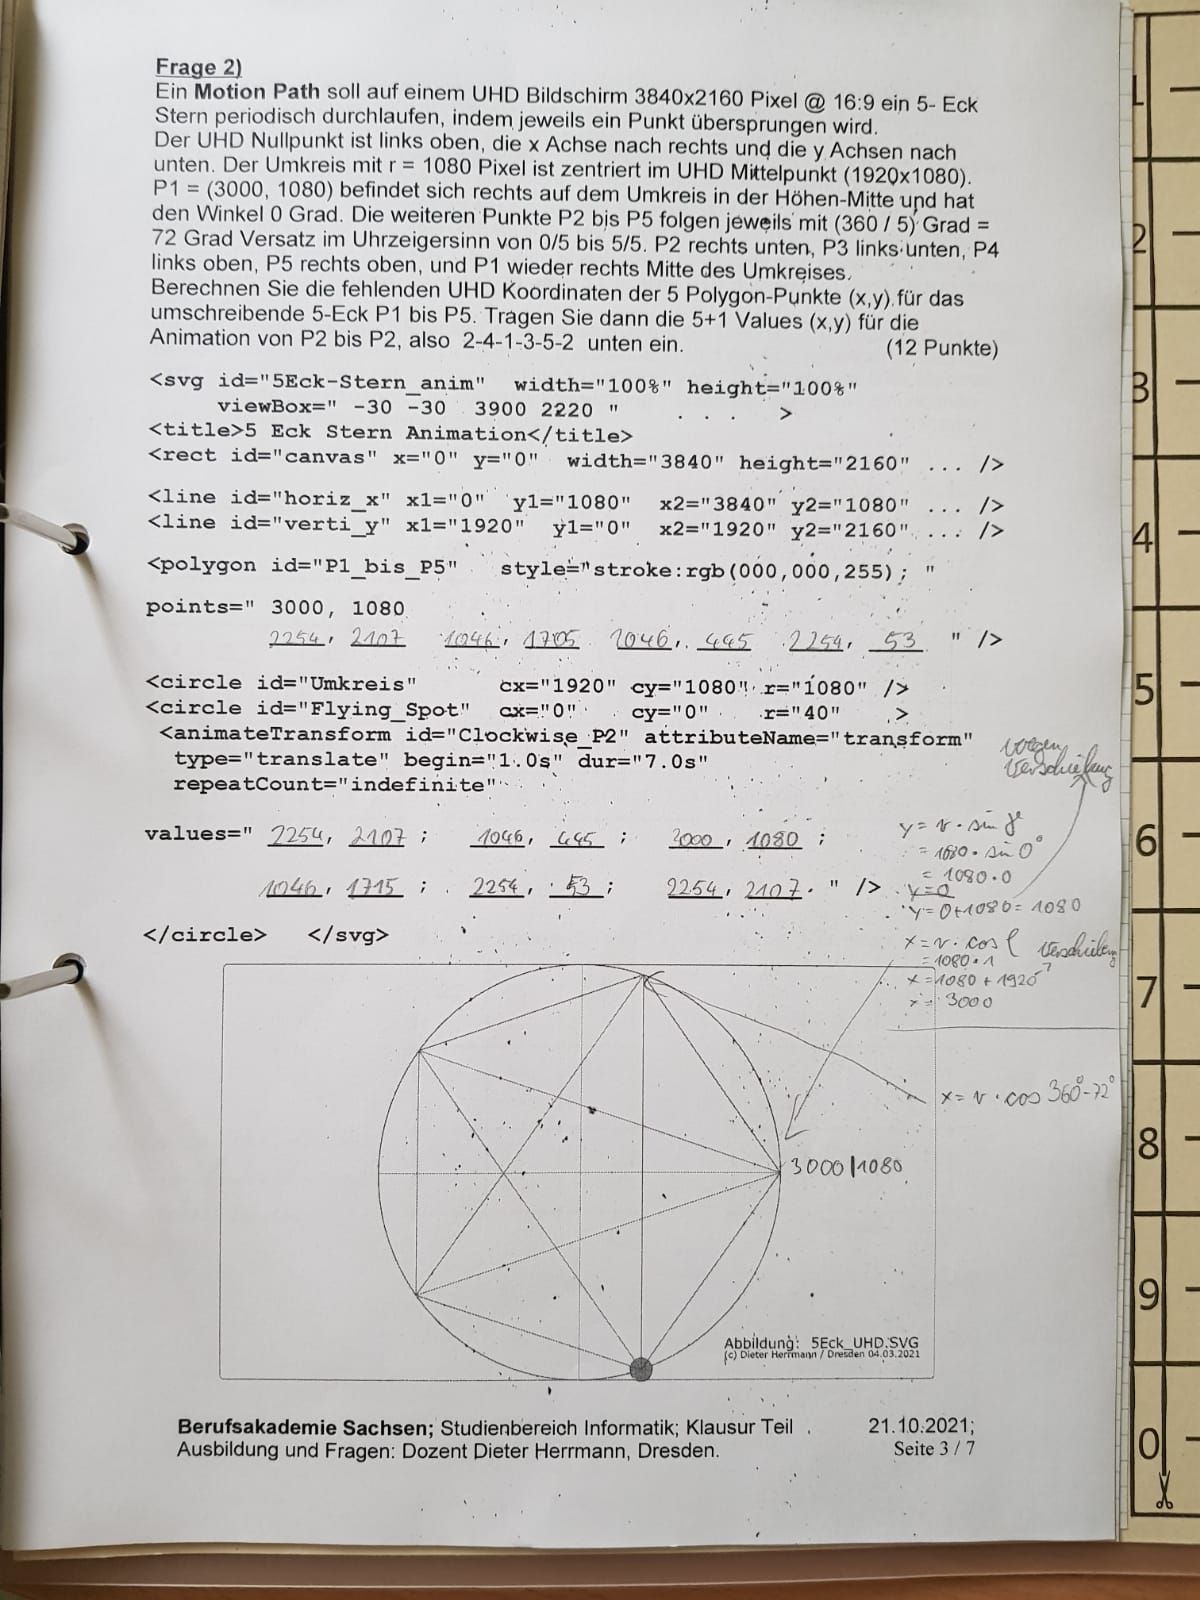 Frage 2)
Ein Motion Path soll auf einem UHD Bildschirm 3840x2160 Pixel @ 16:9 ein 5- Eck
Stern periodisch durchlaufen, indem jeweils ein Punkt übersprungen wird.
Der UHD Nullpunkt ist links oben, die x Achse nach rechts und die y Achsen nach
unten. Der Umkreis mit r = 1080 Pixel ist zentriert im UHD Mittelpunkt (1920x1080).
P1 = (3000, 1080) befindet sich rechts auf dem Umkreis in der Höhen-Mitte und hat
den Winkel 0 Grad. Die weiteren Punkte P2 bis P5 folgen jeweils mit (360 / 5) Grad =
72 Grad Versatz im Uhrzeigersinn von 0/5 bis 5/5. P2 rechts unten, P3 links unten, P4
links oben, P5 rechts oben, und P1 wieder rechts Mitte des Umkreises.
Berechnen Sie die fehlenden UHD Koordinaten der 5 Polygon-Punkte (x,y) für das
umschreibende 5-Eck P1 bis P5. Tragen Sie dann die 5+1 Values (x,y) für die
Animation von P2 bis P2, also 2-4-1-3-5-2 unten ein. (12 Punkte)
<svg id="5Eck-Stern_anim" width="100%" height="100%"
viewBox=" -30 -30 3900 2220 " . . . >
<title>5 Eck Stern Animation</title>
<rect id="canvas" x="0" y="0" width="3840" height="2160" ... />
<line id="horiz_x" x1="0" y1="1080" x2="3840" y2="1080" ... />
<line id="verti_y" x1="1920" y1="0" x2="1920" y2="2160" ... />
<polygon id="P1_bis_P5" style="stroke:rgb(000,000,255); "
points=" 3000, 1080
2254, 2107 1046, 1705 1046, 445 2254, 53 " />
<circle id="Umkreis" cx="1920" cy="1080" r="1080" />
<circle id="Flying_Spot" cx="0" cy="0" r="40" >
<animateTransform id="Clockwise_P2" attributeName="transform"
type="translate" begin="1.0s" dur="7.0s"
repeatCount="indefinite"
wegen
Verschiebung
values=" 2254, 2107 ; 1046, 445 ; 3000, 1080 ;
1046, 1715 ; 2254, 53 ; 2254, 2107 " />
y = r · sin
= 1080 · sin 0°
= 1080 · 0
y = 0
y = 0+1080 = 1080
</circle> </svg>
x = r · cos Verschiebung
= 1080 · 1
x = 1080 + 1920
x = 3000
x = r · cos 360°-72°
3000|1080
Abbildung: 5Eck_UHD.SVG
(c) Dieter Herrmann / Dresden 04.03.2021
Berufsakademie Sachsen; Studienbereich Informatik; Klausur Teil 21.10.2021;
Ausbildung und Fragen: Dozent Dieter Herrmann, Dresden. Seite 3 / 7
1
2
3
4
5
6
7
8
9
0